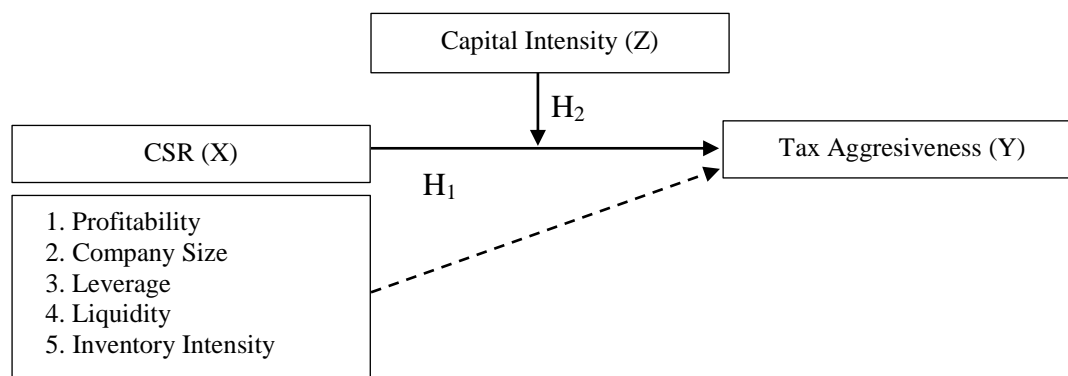 Capital Intensity (Z)
H₂
CSR (X)
Tax Aggresiveness (Y)
H₁
1. Profitability
2. Company Size
3. Leverage
4. Liquidity
5. Inventory Intensity